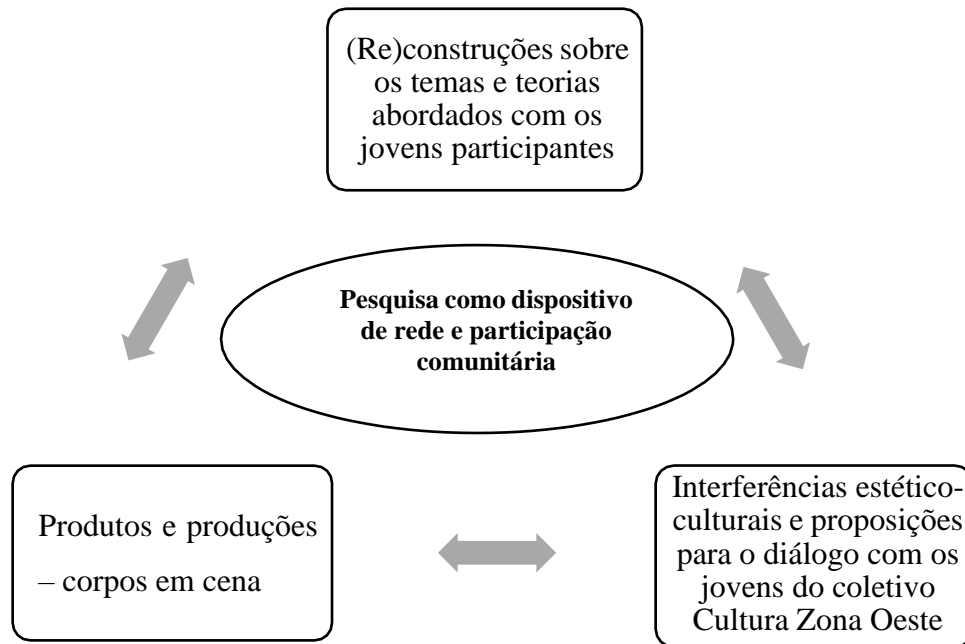 (Re)construções sobre
os temas e teorias
abordados com os
jovens participantes
Pesquisa como dispositivo
de rede e participação
comunitária
Produtos e produções
– corpos em cena
Interferências estético-
culturais e proposições
para o diálogo com os
jovens do coletivo
Cultura Zona Oeste